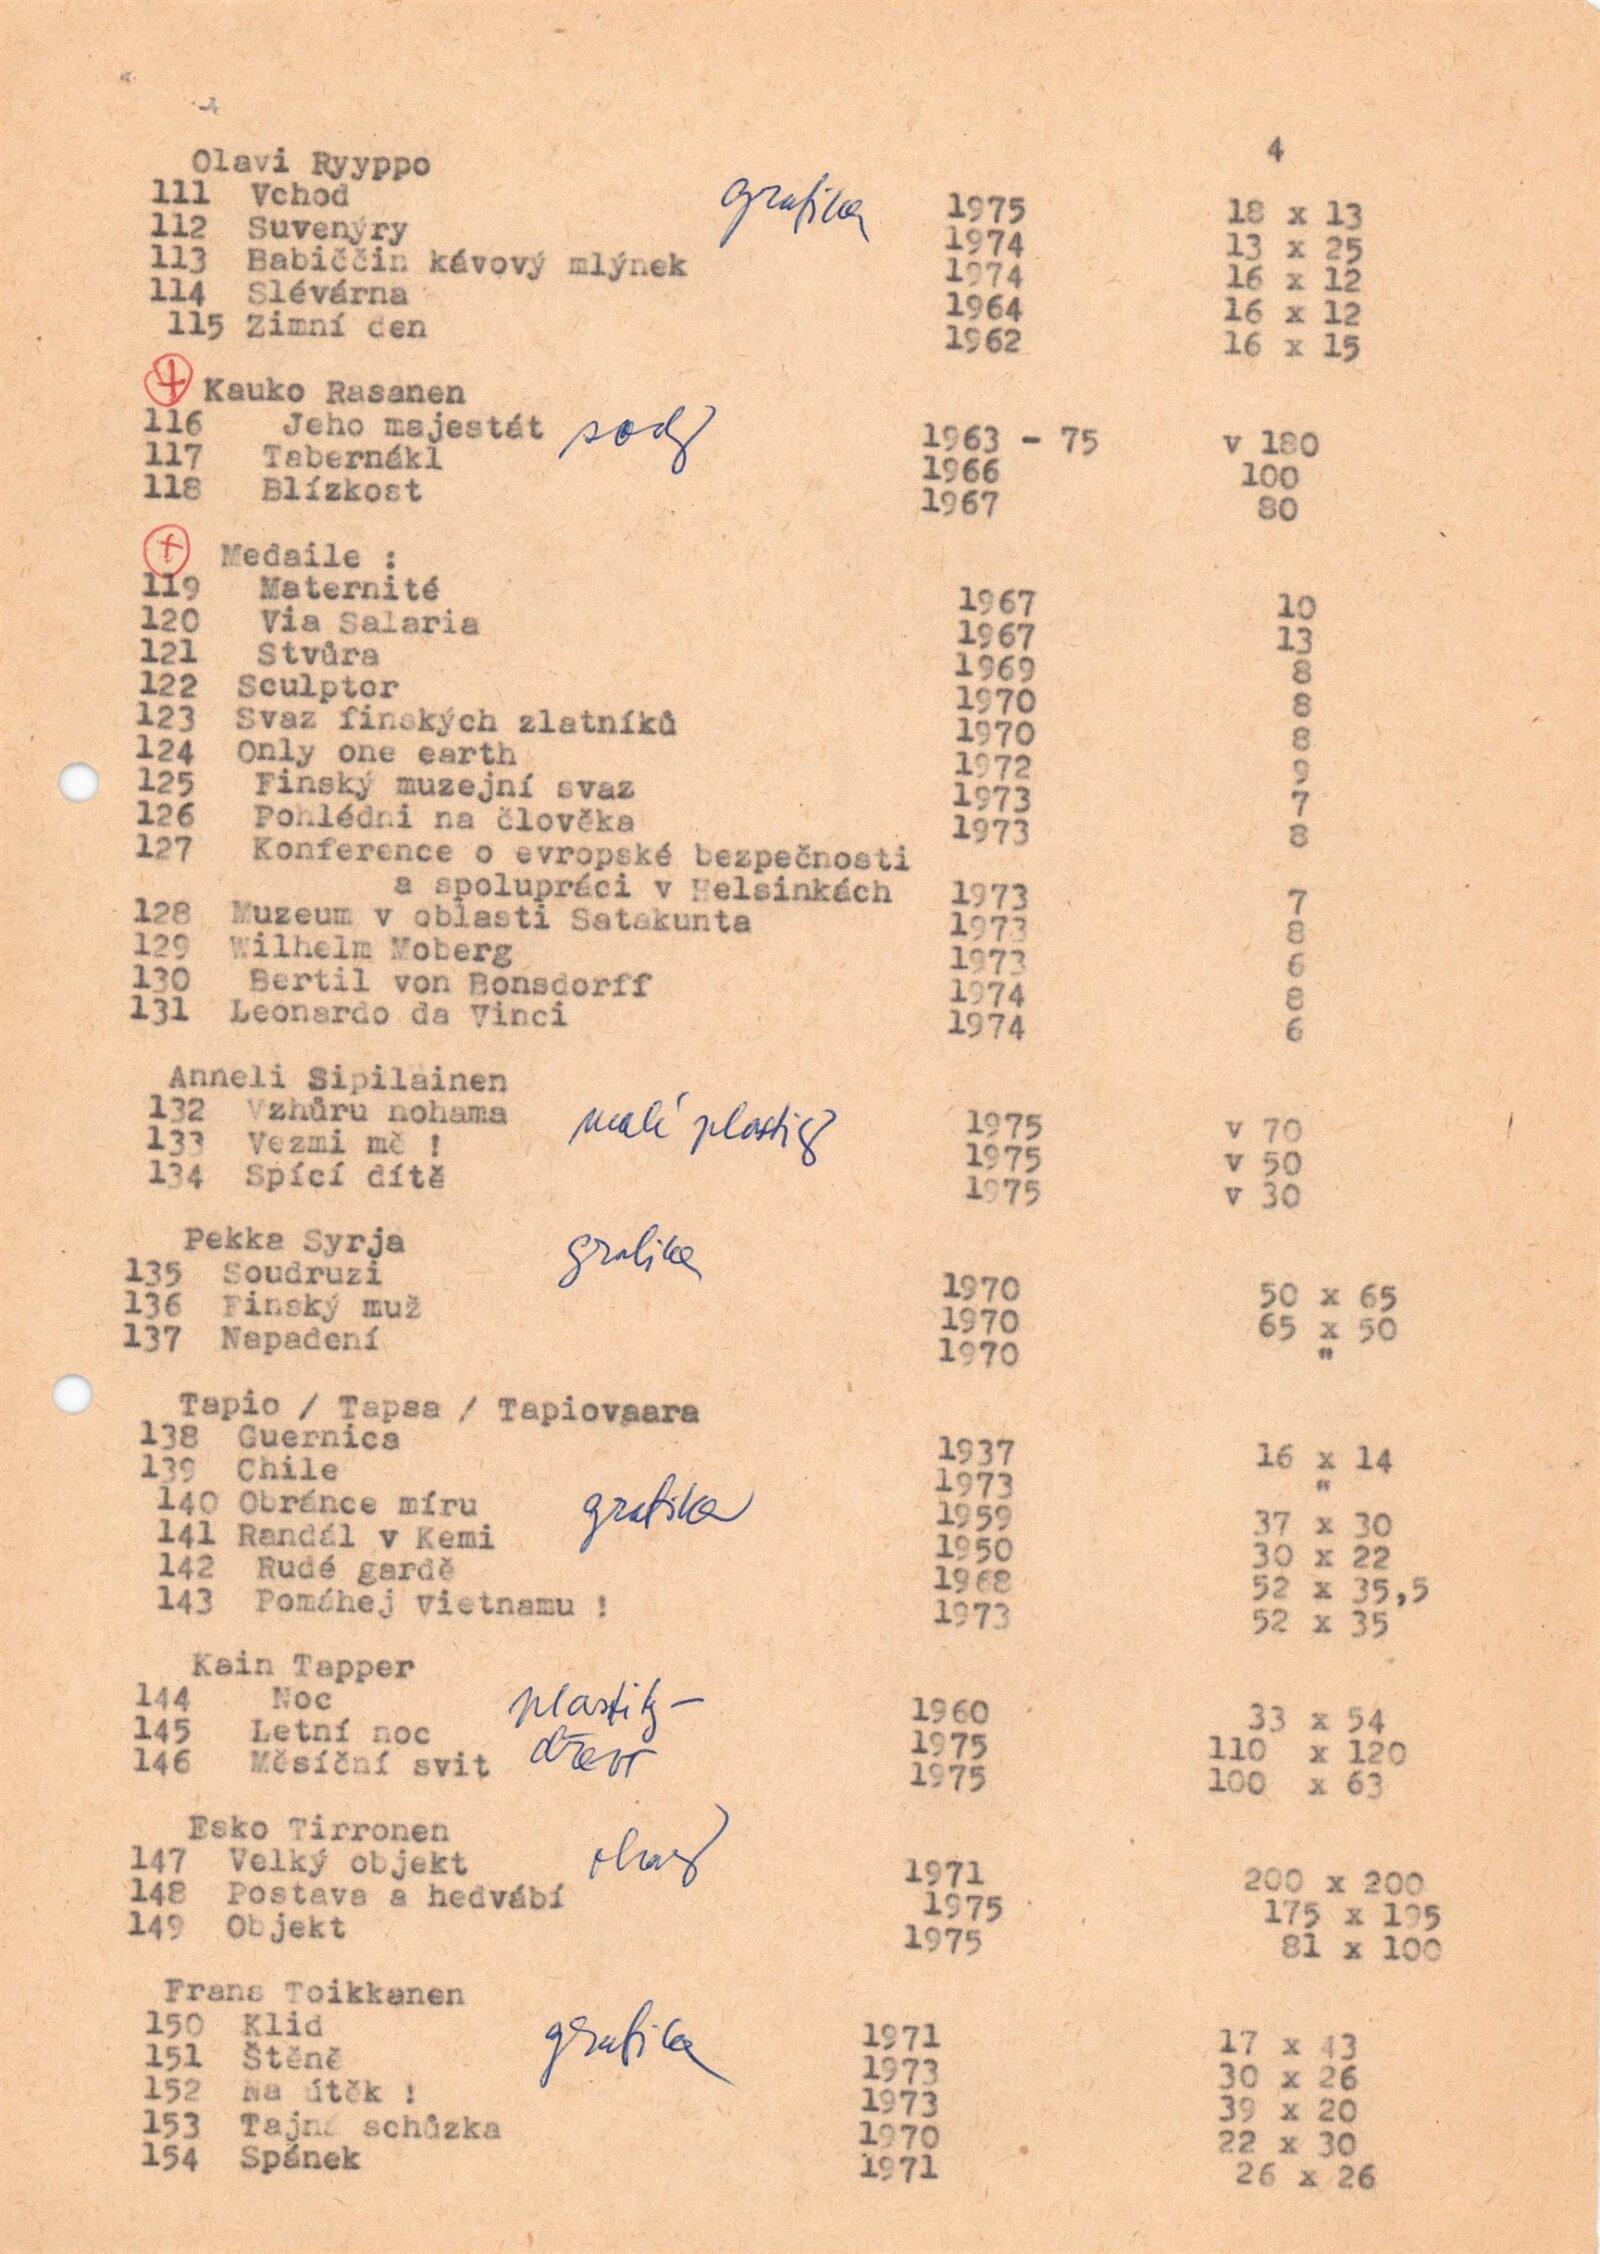 4
Olavi Ryyppo
111 Vchod grafika 1975 18 x 13
112 Suvenýry 1974 13 x 25
113 Babiččin kávový mlýnek 1974 16 x 12
114 Slévárna 1964 16 x 12
115 Zimní den 1962 16 x 15
Kauko Rasanen
116 Jeho majestát sochy 1963 - 75 v 180
117 Tabernákl 1966 100
118 Blízkost 1967 80
Medaile :
119 Maternité 1967 10
120 Via Salaria 1967 13
121 Stvůra 1969 8
122 Sculptor 1970 8
123 Svaz finských zlatníků 1970 8
124 Only one earth 1972 9
125 Finský muzejní svaz 1973 7
126 Pohlédni na člověka 1973 8
127 Konference o evropské bezpečnosti
a spolupráci v Helsinkách 1973 7
128 Muzeum v oblasti Satakunta 1973 8
129 Wilhelm Moberg 1973 6
130 Bertil von Bonsdorff 1974 8
131 Leonardo da Vinci 1974 6
Anneli Sipilainen
132 Vzhůru nohama malé plastiky 1975 v 70
133 Vezmi mě ! 1975 v 50
134 Spící dítě 1975 v 30
Pekka Syrja grafika
135 Soudruzi 1970 50 x 65
136 Finský muž 1970 65 x 50
137 Napadení 1970 "
Tapio / Tapsa / Tapiovaara
138 Guernica 1937 16 x 14
139 Chile 1973 "
140 Obránce míru grafika 1959 37 x 30
141 Randál v Kemi 1950 30 x 22
142 Rudé gardě 1968 52 x 35,5
143 Pomáhej Vietnamu ! 1973 52 x 35
Kain Tapper
144 Noc plastiky - 1960 33 x 54
145 Letní noc dřevo 1975 110 x 120
146 Měsíční svit 1975 100 x 63
Esko Tirronen
147 Velký objekt obrazy 1971 200 x 200
148 Postava a hedvábí 1975 175 x 195
149 Objekt 1975 81 x 100
Frans Toikkanen
150 Klid grafika 1971 17 x 43
151 Štěně 1973 30 x 26
152 Na útěk ! 1973 39 x 20
153 Tajná schůzka 1970 22 x 30
154 Spánek 1971 26 x 26